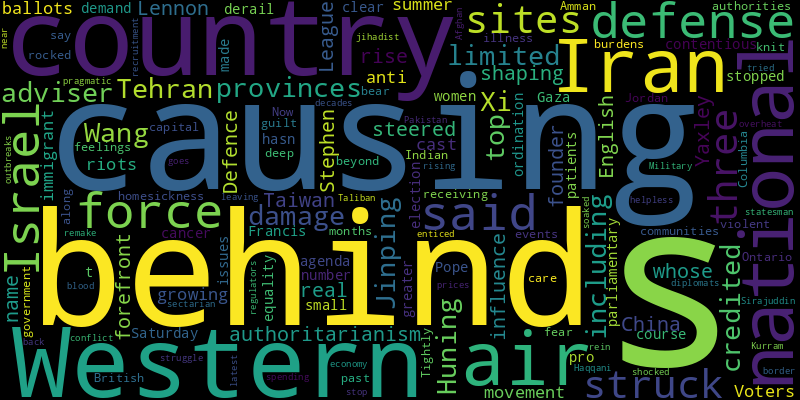 ballots demand Lennon derail summer
country League clear sites defense authorities
near say rocked made jihadist recruitment Afghan
limited Iran Amman burdens contentious knit
pragmatic rise anti shaping illness stopped tried
adviser Tehran provinces bear women Xi Gaza Jordan
causing national
Israel Wang capital Now guilt decades steered top founder English Yaxley Columbia overheat
feelings riots hasn deep Defence Stephen cast Pakistan Indian ordination patients Military
immigrant outbreaks goes beyond election rising three
homesickness leaving Taliban receiving helpless
along force Taiwan damage Jinping said including soaked statesman
behind S
remake cancer Francis months enticed events communities violent
name forefront issues equality agenda Pope influence care parliamentary whose Ontario
t blood growing regulators number greater prices diplomats
government sectarian real small China credited Sirajuddin
Saturday authoritarianism Huning fear course
back conflict Western air rein Kurram
struggle latest economy Tightly pro shocked border
British past Haqqani
spending stop movement struck Voters